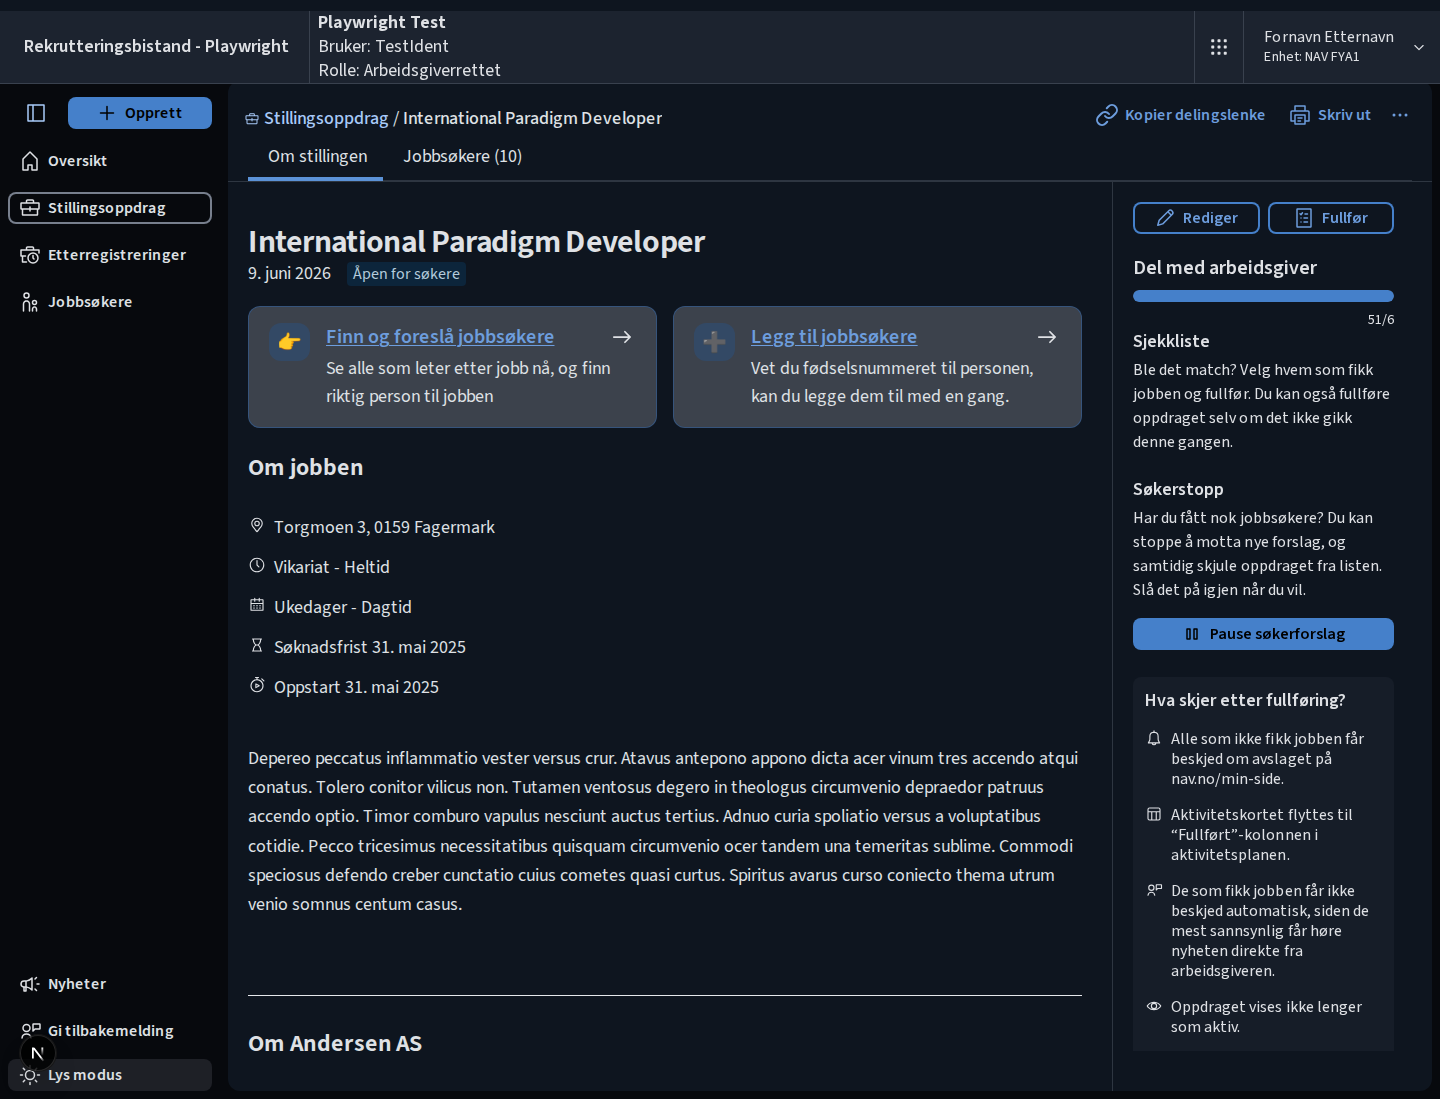 Rekrutteringsbistand - Playwright
Playwright Test
Bruker: TestIdent
Rolle: Arbeidsgiverrettet
Fornavn Etternavn
Enhet: NAV FYA1
Opprett
Oversikt
Stillingsoppdrag
Etterregistreringer
Jobbsøkere
Nyheter
Gi tilbakemelding
N
Lys modus
Stillingsoppdrag / International Paradigm Developer
Kopier delingslenke
Skriv ut
Om stillingen
Jobbsøkere (10)
International Paradigm Developer
9. juni 2026
Åpen for søkere
Finn og foreslå jobbsøkere
Se alle som leter etter jobb nå, og finn
riktig person til jobben
Legg til jobbsøkere
Vet du fødselsnummeret til personen,
kan du legge dem til med en gang.
Om jobben
Torgmoen 3, 0159 Fagermark
Vikariat - Heltid
Ukedager - Dagtid
Søknadsfrist 31. mai 2025
Oppstart 31. mai 2025
Depereo peccatus inflammatio vester versus crur. Atavus antepono appono dicta acer vinum tres accendo atqui
conatus. Tolero conitor vilicus non. Tutamen ventosus degero in theologus circumvenio depraedor patruus
accendo optio. Timor comburo vapulus nesciunt auctus tertius. Adnuo curia spoliatio versus a voluptatibus
cotidie. Pecco tricesimus necessitatibus quisquam circumvenio ocer tandem una temeritas sublime. Commodi
speciosus defendo creber cunctatio cuius cometes quasi curtus. Spiritus avarus curso coniecto thema utrum
venio somnus centum casus.
Om Andersen AS
Rediger
Fullfør
Del med arbeidsgiver
51/6
Sjekkliste
Ble det match? Velg hvem som fikk
jobben og fullfør. Du kan også fullføre
oppdraget selv om det ikke gikk
denne gangen.
Søkerstopp
Har du fått nok jobbsøkere? Du kan
stoppe å motta nye forslag, og
samtidig skjule oppdraget fra listen.
Slå det på igjen når du vil.
Pause søkerforslag
Hva skjer etter fullføring?
Alle som ikke fikk jobben får
beskjed om avslaget på
nav.no/min-side.
Aktivitetskortet flyttes til
“Fullført”-kolonnen i
aktivitetsplanen.
De som fikk jobben får ikke
beskjed automatisk, siden de
mest sannsynlig får høre
nyheten direkte fra
arbeidsgiveren.
Oppdraget vises ikke lenger
som aktiv.